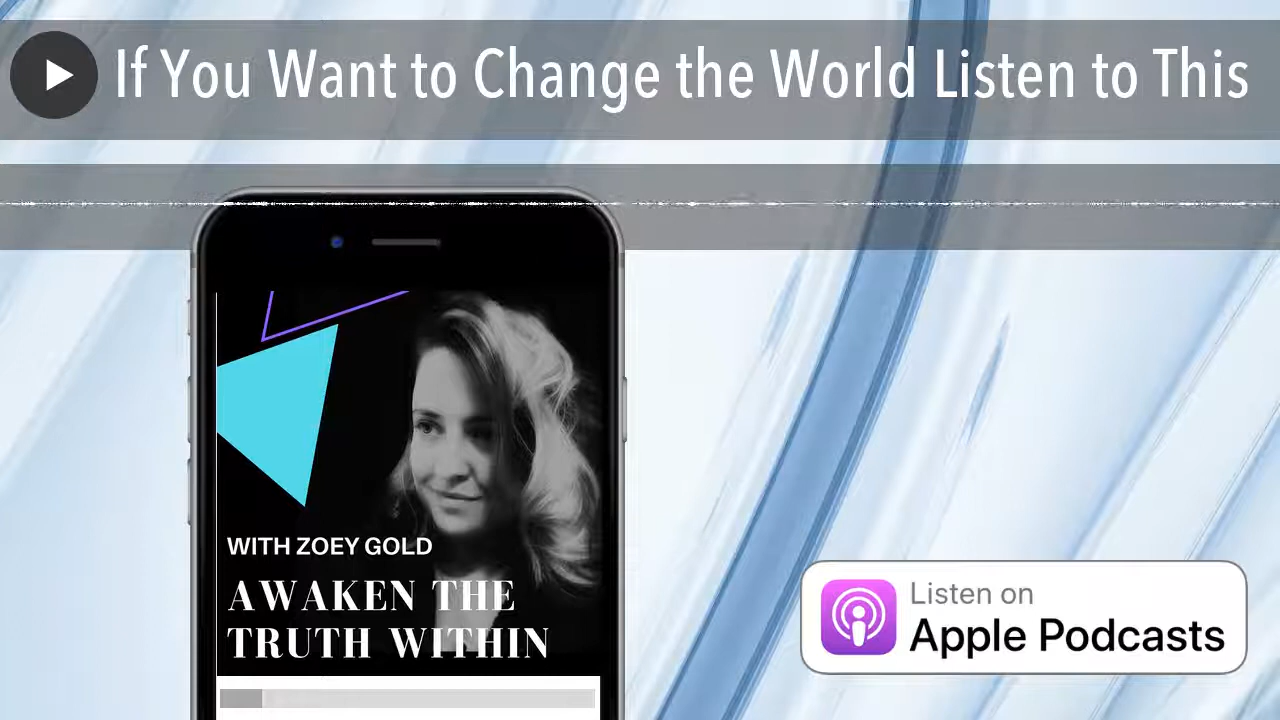 If You Want to Change the World Listen to This
WITH ZOEY GOLD
AWAKEN THE
TRUTH WITHIN
Listen on
Apple Podcasts